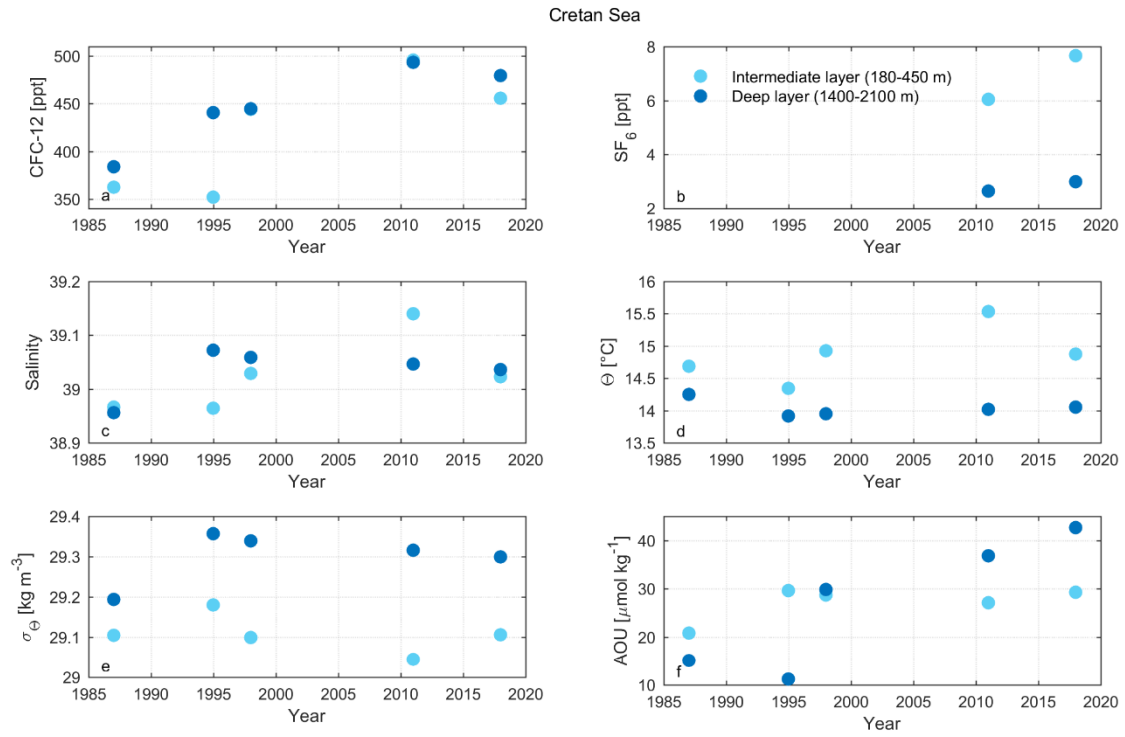 Cretan Sea
500
450
400
350
CFC-12 [ppt]
a
1985 1990 1995 2000 2005 2010 2015 2020
Year
8
6
4
2
SF6 [ppt]
Intermediate layer (180-450 m)
Deep layer (1400-2100 m)
b
1985 1990 1995 2000 2005 2010 2015 2020
Year
39.2
39.1
39
38.9
Salinity
c
1985 1990 1995 2000 2005 2010 2015 2020
Year
16
15.5
15
14.5
14
13.5
Θ [°C]
d
1985 1990 1995 2000 2005 2010 2015 2020
Year
29.4
29.3
29.2
29.1
29
σΘ [kg m-3]
e
1985 1990 1995 2000 2005 2010 2015 2020
Year
40
30
20
10
AOU [μmol kg-1]
f
1985 1990 1995 2000 2005 2010 2015 2020
Year